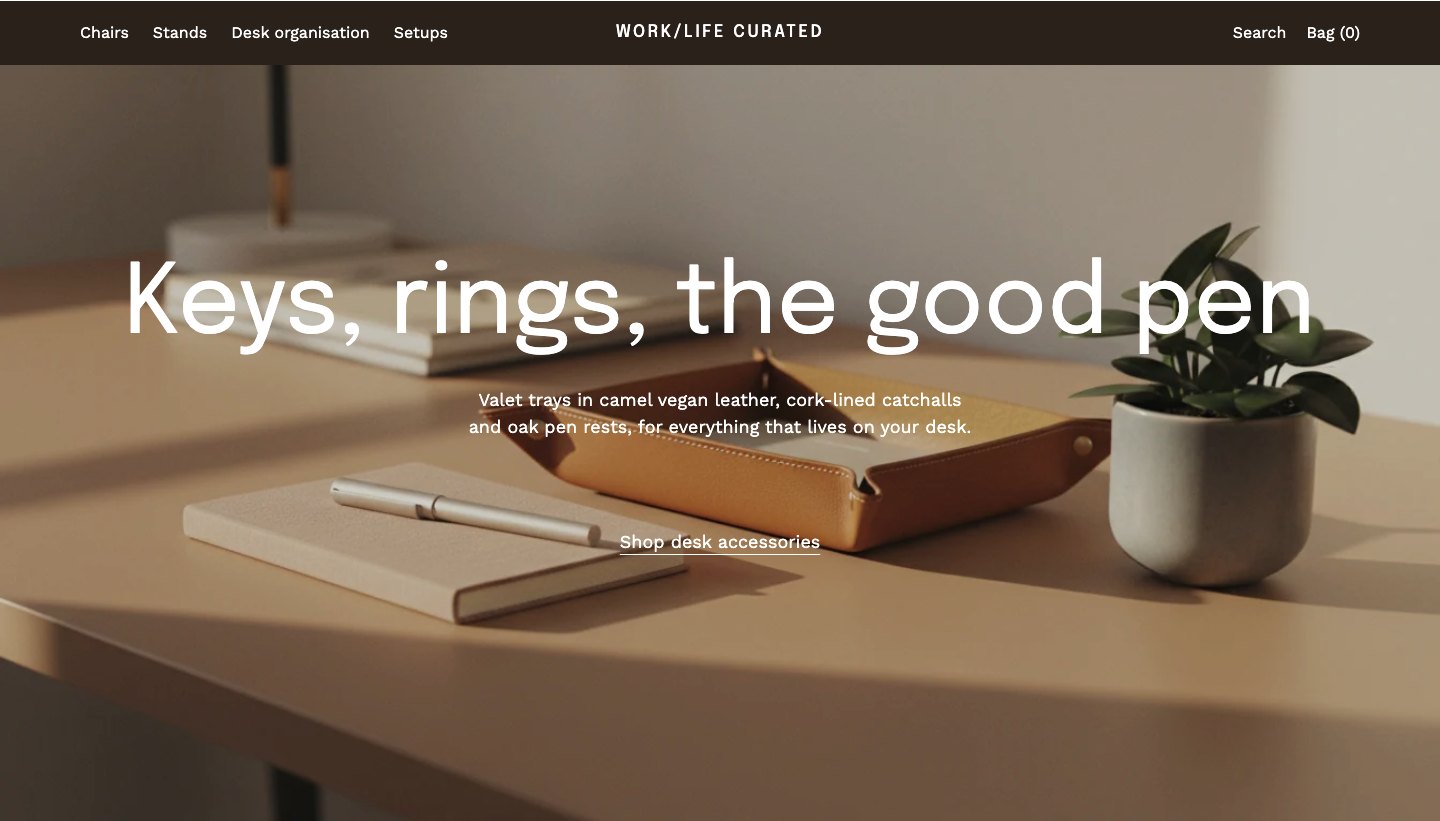 Chairs Stands Desk organisation Setups WORK/LIFE CURATED Search Bag (0)
Keys, rings, the good pen
Valet trays in camel vegan leather, cork-lined catchalls
and oak pen rests, for everything that lives on your desk.
Shop desk accessories